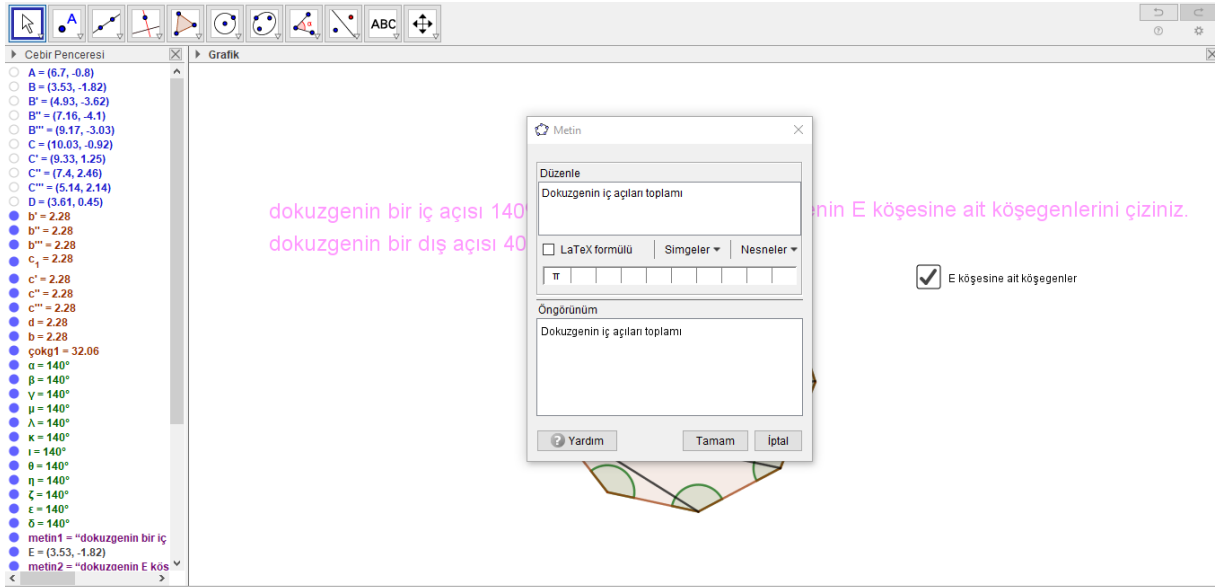 A
α
ABC
Cebir Penceresi
Grafik
A = (6.7, -0.8)
B = (3.53, -1.82)
B' = (4.93, -3.62)
B'' = (7.16, -4.1)
B''' = (9.17, -3.03)
C = (10.03, -0.92)
C' = (9.33, 1.25)
C'' = (7.4, 2.46)
C''' = (5.14, 2.14)
D = (3.61, 0.45)
b' = 2.28
b'' = 2.28
b''' = 2.28
c₁ = 2.28
c' = 2.28
c'' = 2.28
c''' = 2.28
d = 2.28
b = 2.28
çokg1 = 32.06
α = 140°
β = 140°
γ = 140°
μ = 140°
λ = 140°
κ = 140°
ι = 140°
θ = 140°
η = 140°
ζ = 140°
ε = 140°
δ = 140°
metin1 = “dokuzgenin bir iç
E = (3.53, -1.82)
metin2 = “dokuzgenin E kös
dokuzgenin bir iç açısı 140
dokuzgenin bir dış açısı 40
nin E köşesine ait köşegenlerini çiziniz.
E köşesine ait köşegenler
Metin
Düzenle
Dokuzgenin iç açıları toplamı
LaTeX formülü Simgeler Nesneler
π
Öngörünüm
Dokuzgenin iç açıları toplamı
Yardım Tamam İptal